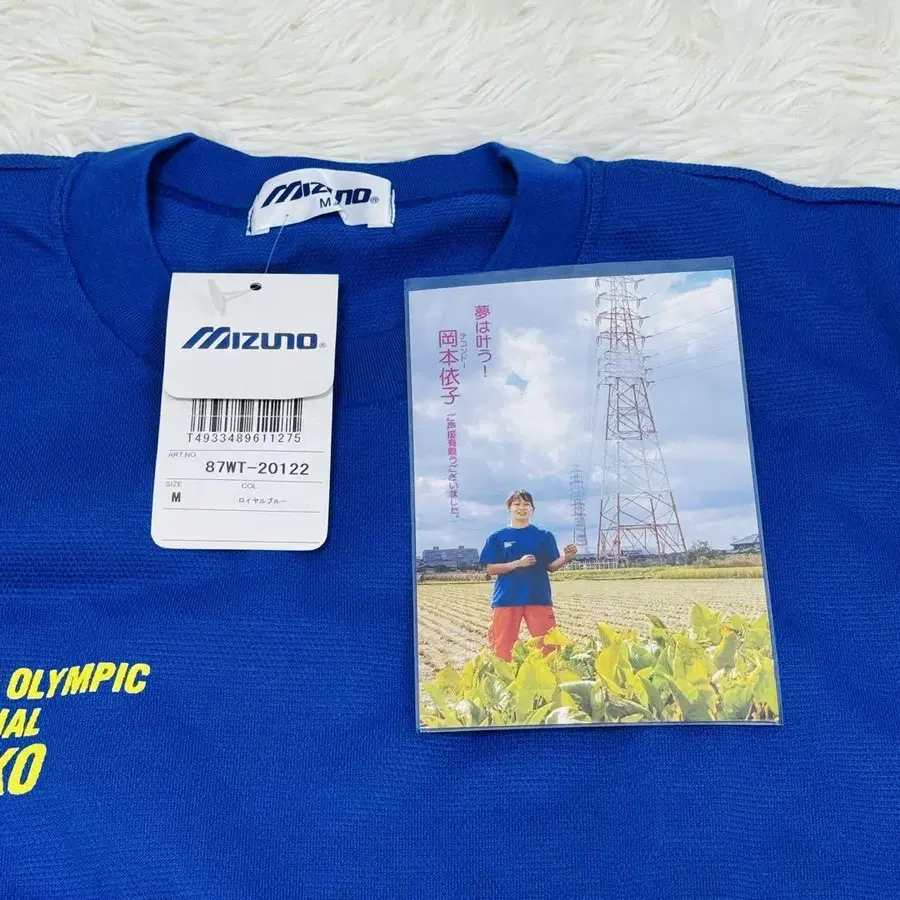 MIZUNO®
M
MIZUNO®
T4933489611275
ART.NO.
87WT-20122
SIZE
COL.
M
ロイヤルブルー
夢は叶う!
テコンドー
岡本依子
ご声援有難うございました。
OLYMPIC
IAL
KO